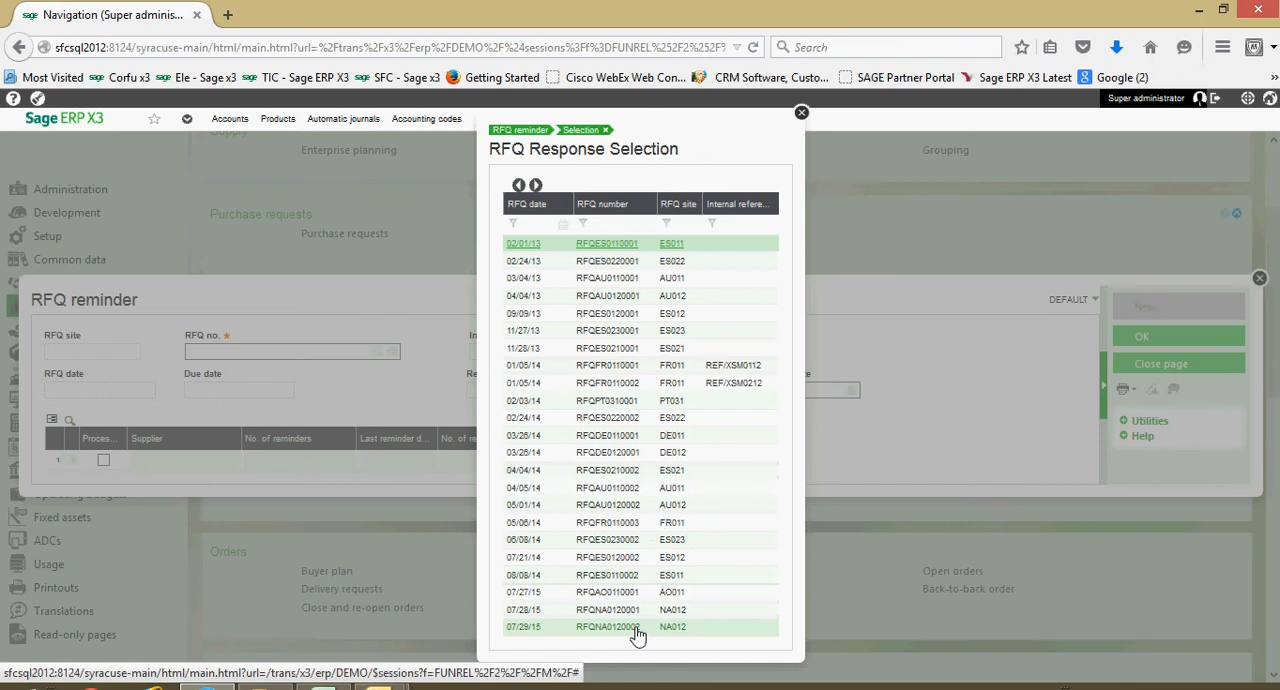 sage Navigation (Super adminis... × +
sfcsql2012:8124/syracuse-main/html/main.html?url=%2Ftrans%2Fx3%2Ferp%2FDEMO%2F%24sessions%3Ff%3DFUNREL%252F2%252F% Search
Most Visited sage Corfu x3 sage Ele - Sage x3 sage TIC - Sage ERP X3 sage SFC - Sage x3 Getting Started Cisco WebEx Web Con... CRM Software, Custo... SAGE Partner Portal Sage ERP X3 Latest Google (2) »
? Super administrator
Sage ERP X3 Accounts Products Automatic journals Accounting codes
RFQ reminder Selection ×
RFQ Response Selection
Supply
Enterprise planning Grouping
Administration
Development
Setup
Common data
Purchase requests
Purchase requests
RFQ reminder DEFAULT
RFQ site RFQ no. *
RFQ date Due date
Proces... Supplier No. of reminders Last reminder d...
1
OK
Close page
Utilities
Help
RFQ date RFQ number RFQ site Internal refere...
02/01/13 RFQES0110001 ES011
02/24/13 RFQES0220001 ES022
03/04/13 RFQAU0110001 AU011
04/04/13 RFQAU0120001 AU012
09/09/13 RFQES0120001 ES012
11/27/13 RFQES0230001 ES023
11/28/13 RFQES0210001 ES021
01/05/14 RFQFR0110001 FR011 REF/XSM0112
01/05/14 RFQFR0110002 FR011 REF/XSM0212
02/03/14 RFQPT0310001 PT031
02/24/14 RFQES0220002 ES022
03/26/14 RFQDE0110001 DE011
03/26/14 RFQDE0120001 DE012
04/04/14 RFQES0210002 ES021
04/05/14 RFQAU0110002 AU011
05/01/14 RFQAU0120002 AU012
05/06/14 RFQFR0110003 FR011
06/08/14 RFQES0230002 ES023
07/21/14 RFQES0120002 ES012
08/08/14 RFQES0110002 ES011
07/27/15 RFQAO0110001 AO011
07/28/15 RFQNA0120001 NA012
07/29/15 RFQNA0120002 NA012
Fixed assets
ADCs
Usage
Printouts
Translations
Read-only pages
Orders
Buyer plan Open orders
Delivery requests Back-to-back order
Close and re-open orders
sfcsql2012:8124/syracuse-main/html/main.html?url=/trans/x3/erp/DEMO/$sessions?f=FUNREL%2F2%2F%2FM%2F#